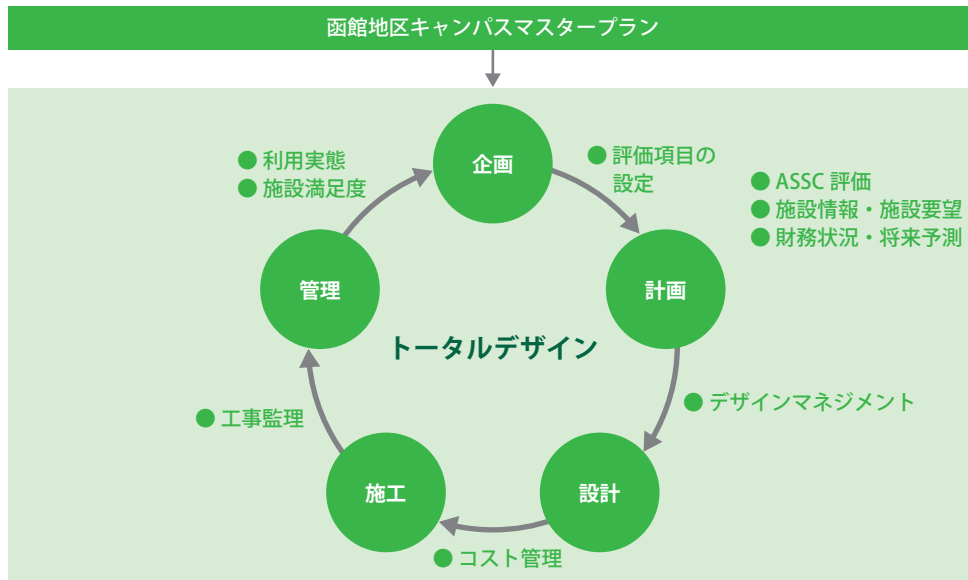 函館地区キャンパスマスタープラン
企画
● 利用実態
● 施設満足度
● 評価項目の
設定
● ASSC 評価
● 施設情報・施設要望
● 財務状況・将来予測
管理
計画
トータルデザイン
● デザインマネジメント
● 工事監理
施工
設計
● コスト管理